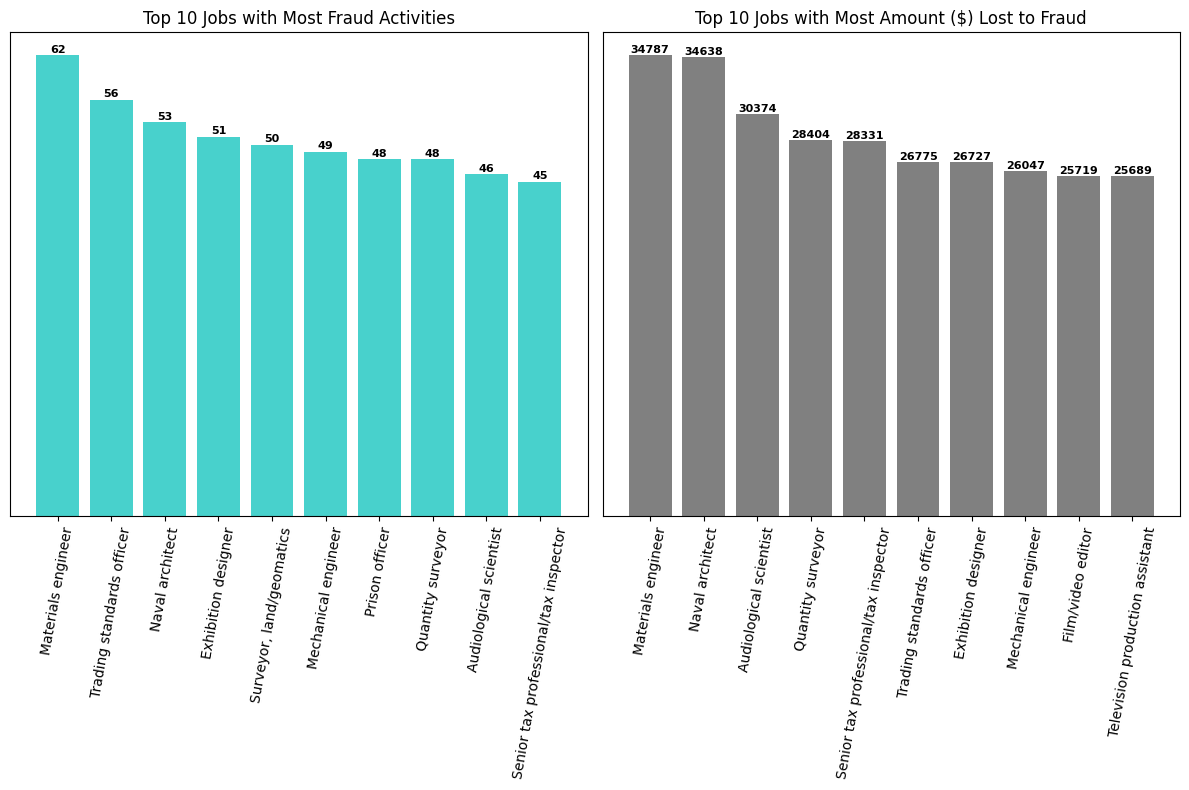 Top 10 Jobs with Most Fraud Activities
62
56
53
51
50
49
48
48
46
45
Materials engineer
Trading standards officer
Naval architect
Exhibition designer
Surveyor, land/geomatics
Mechanical engineer
Prison officer
Quantity surveyor
Audiological scientist
Senior tax professional/tax inspector
Top 10 Jobs with Most Amount ($) Lost to Fraud
34787
34638
30374
28404
28331
26775
26727
26047
25719
25689
Materials engineer
Naval architect
Audiological scientist
Quantity surveyor
Senior tax professional/tax inspector
Trading standards officer
Exhibition designer
Mechanical engineer
Film/video editor
Television production assistant